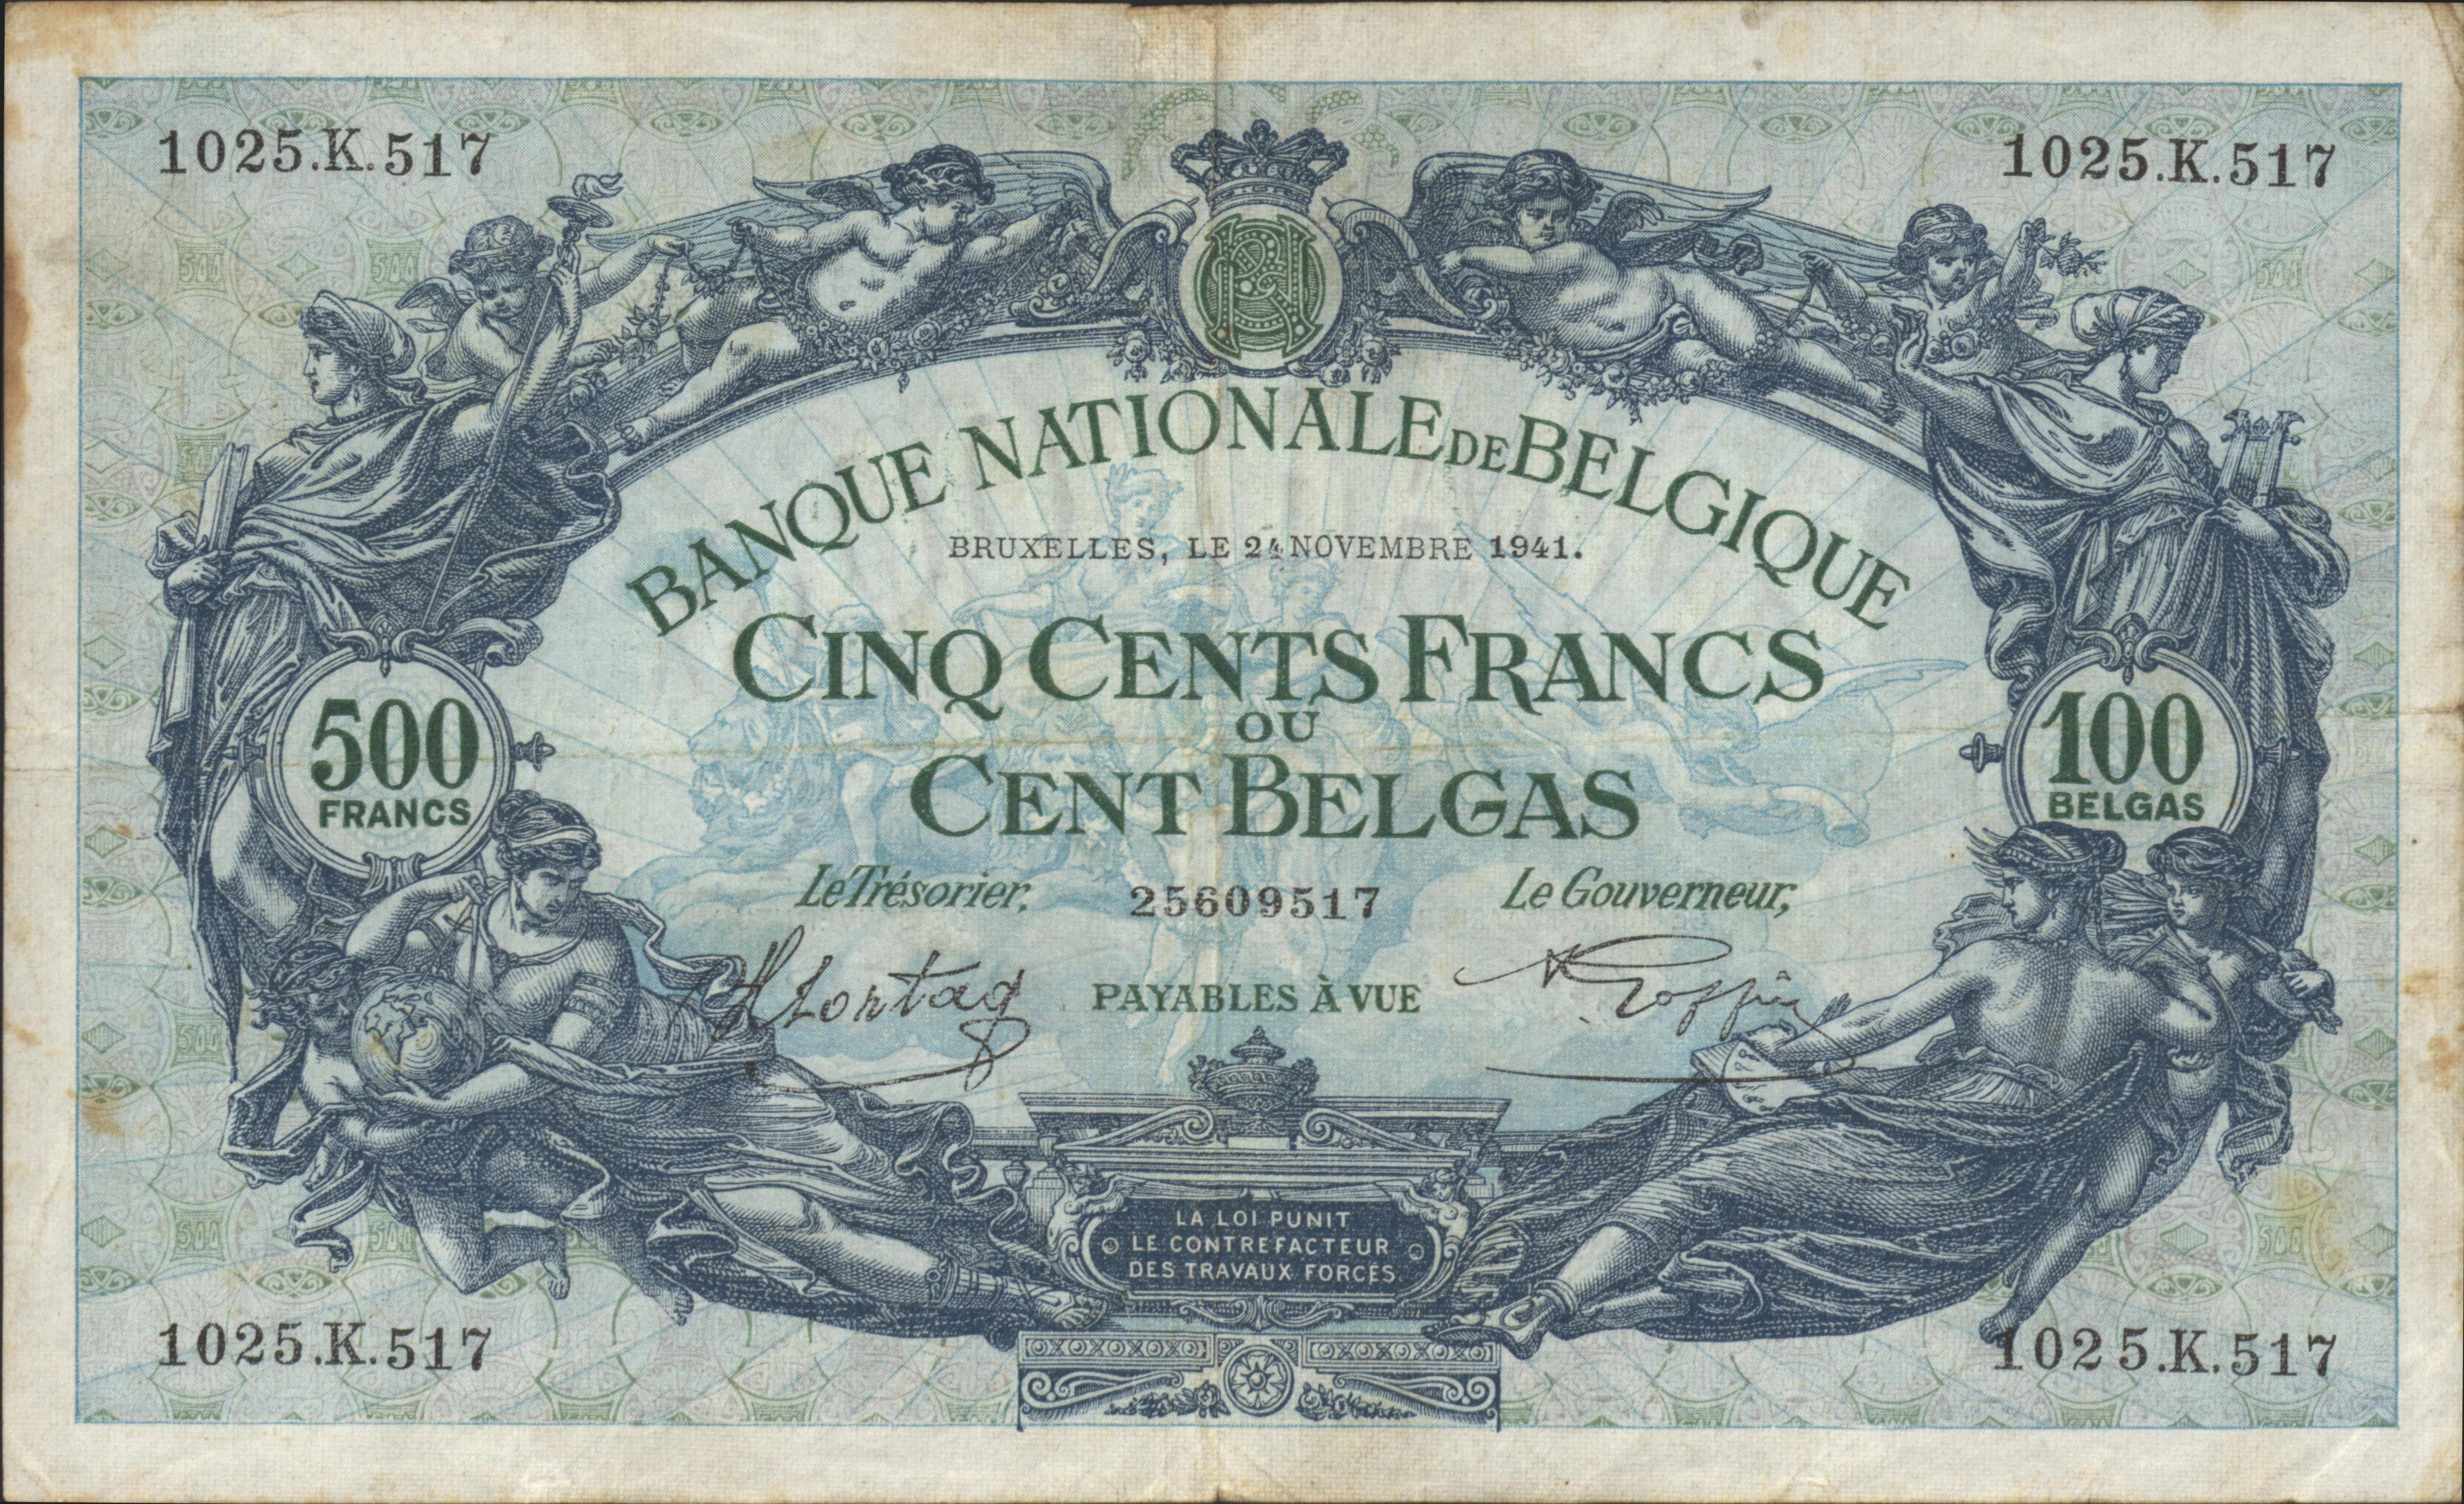 1025.K.517
1025.K.517
BANQUE NATIONALE DE BELGIQUE
BRUXELLES, LE 24 NOVEMBRE 1941.
CINQ CENTS FRANCS
OU
CENT BELGAS
500
FRANCS
100
BELGAS
Le Trésorier,
25609517
Le Gouverneur,
PAYABLES À VUE
LA LOI PUNIT
LE CONTREFACTEUR
DES TRAVAUX FORCÉS.
1025.K.517
1025.K.517